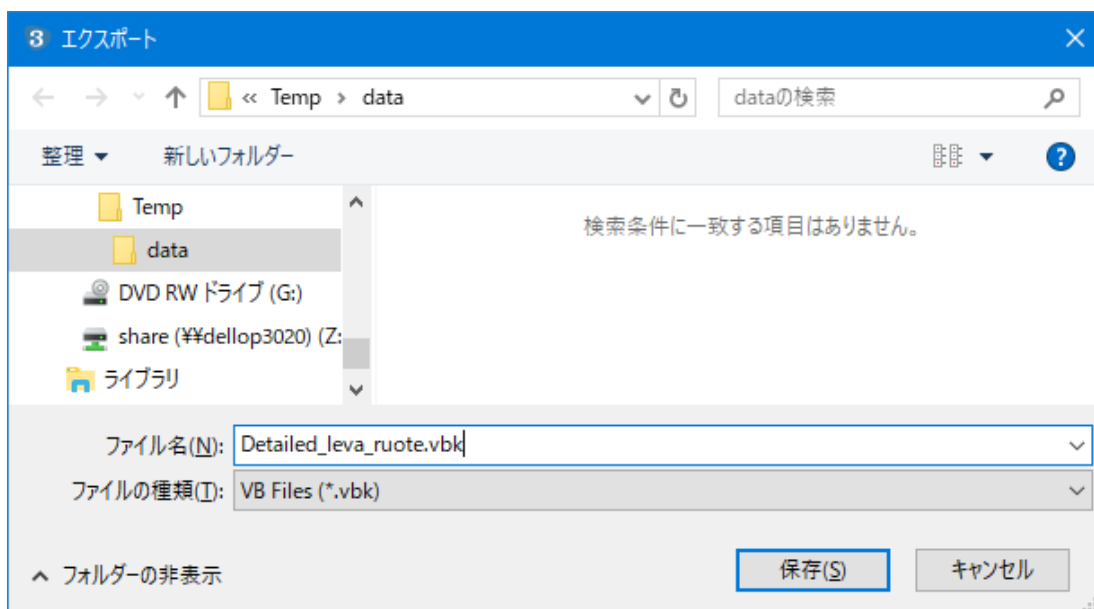 3 エクスポート
« Temp › data
dataの検索
整理
新しいフォルダー
Temp
data
DVD RW ドライブ (G:)
share (¥¥dellop3020) (Z:
ライブラリ
検索条件に一致する項目はありません。
ファイル名(N): Detailed_leva_ruote.vbk
ファイルの種類(T): VB Files (*.vbk)
フォルダーの非表示
保存(S)
キャンセル